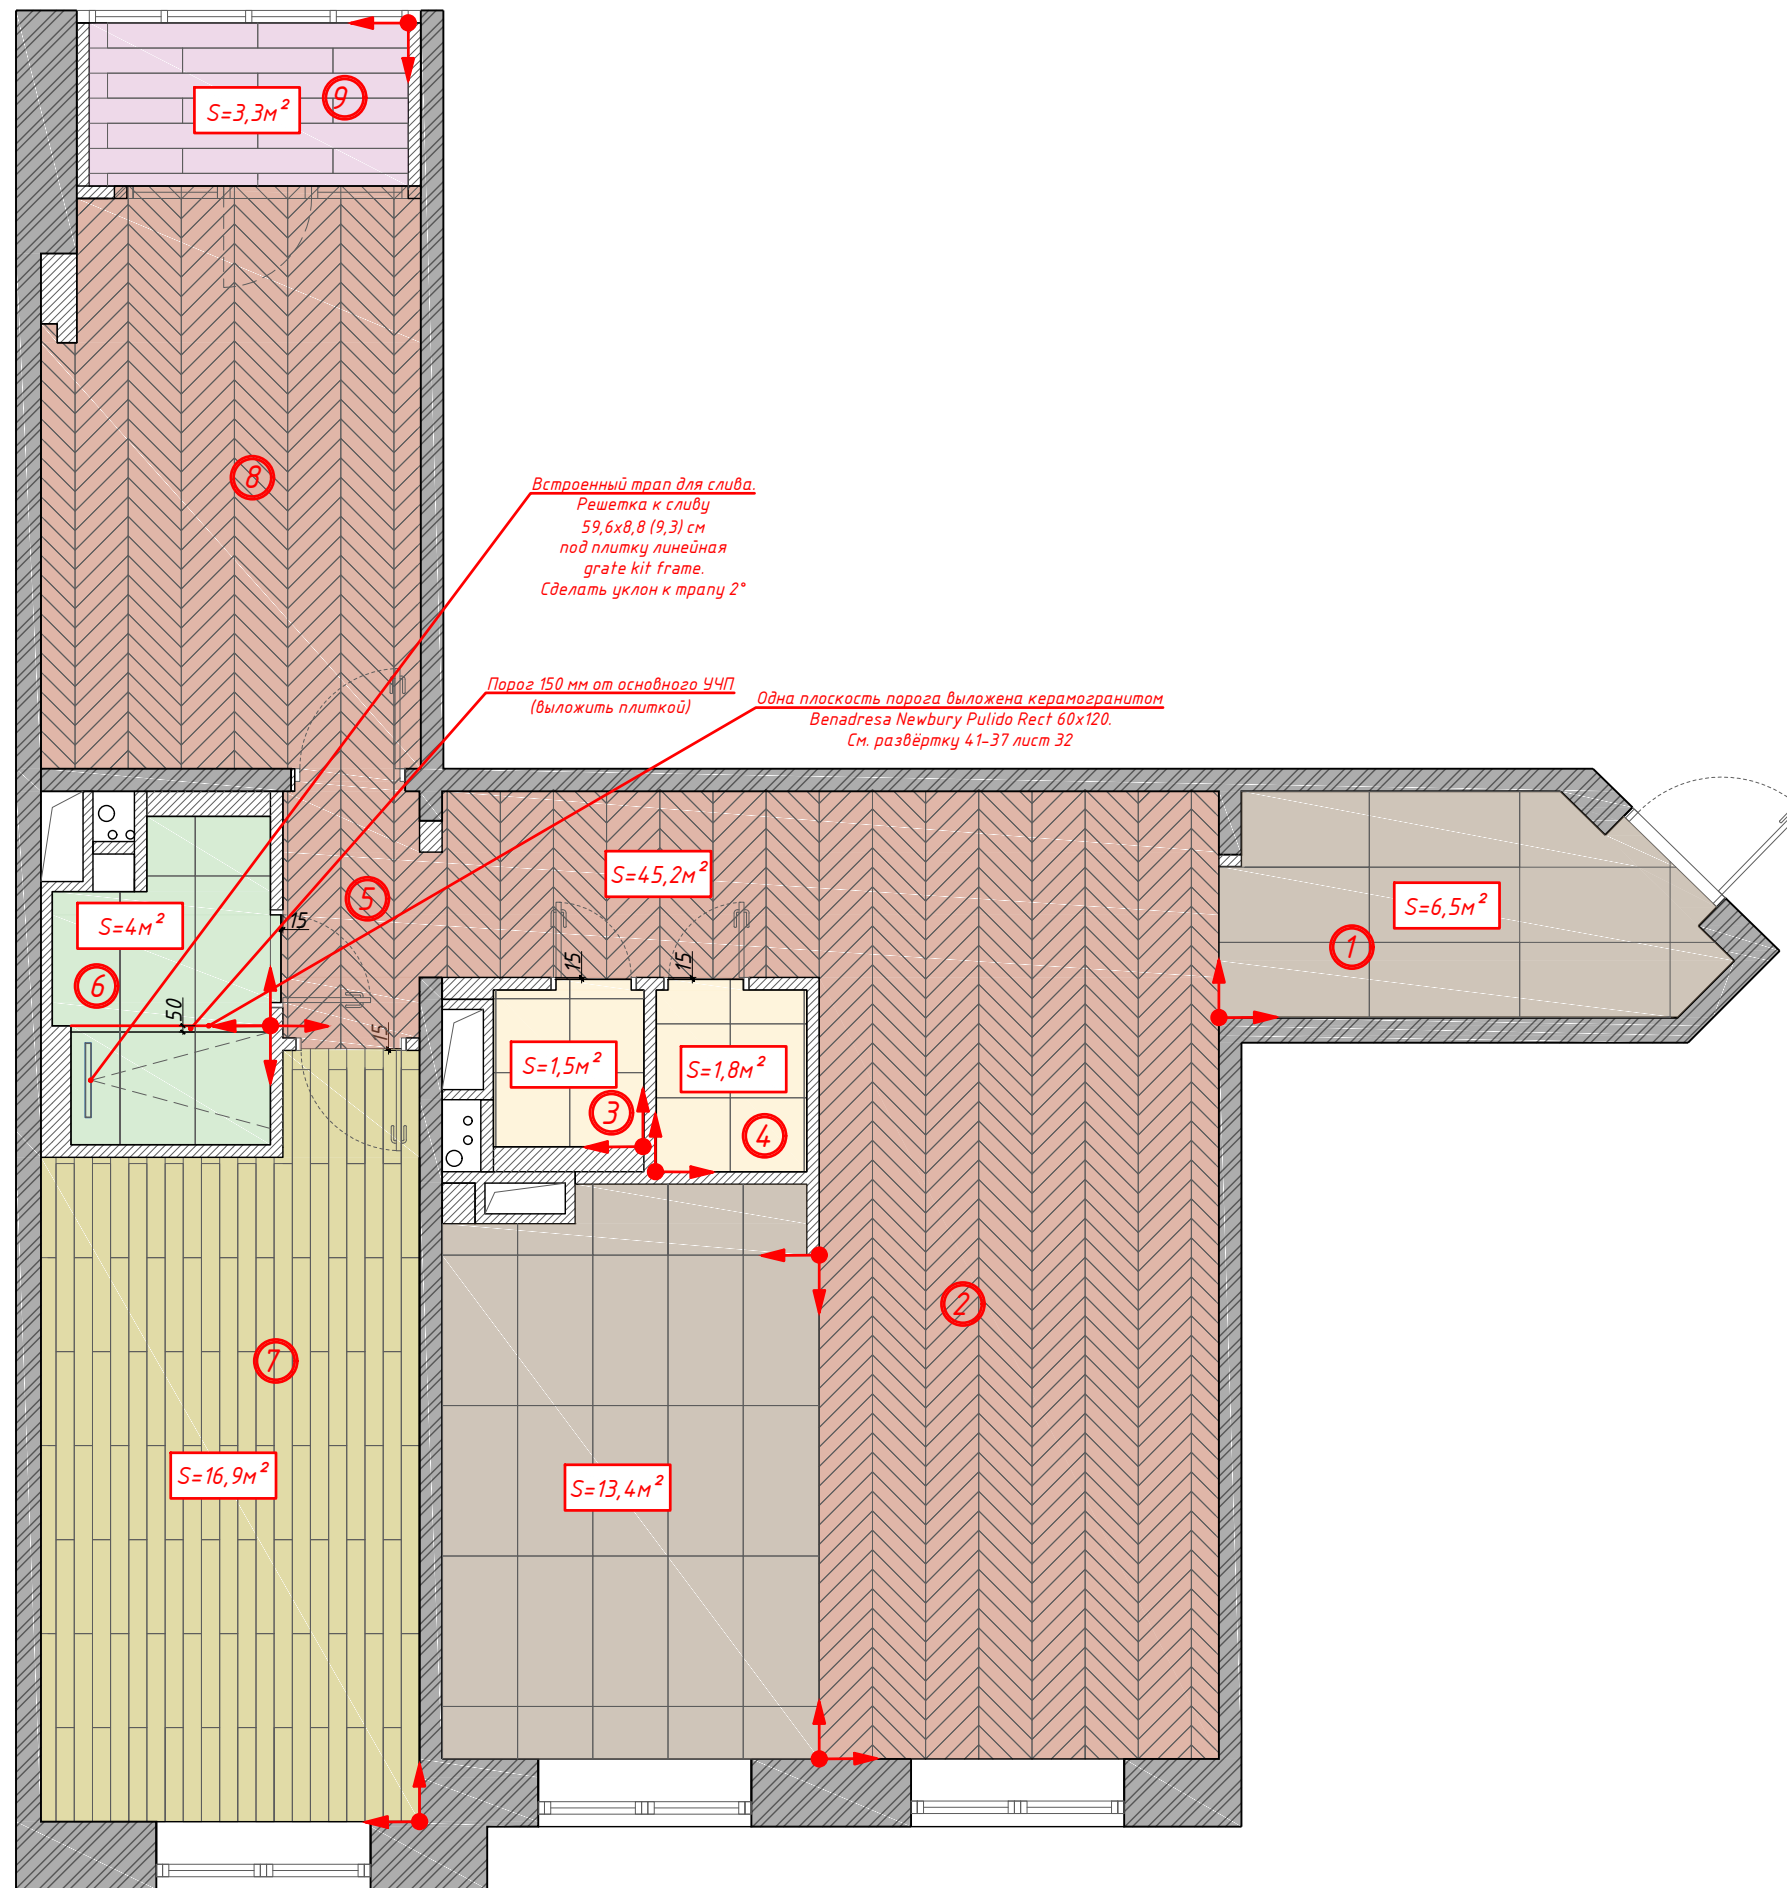 S=3,3м²
9
8
Встроенный трап для слива.
Решетка к сливу
59,6x8,8 (9,3) см
под плитку линейная
grate kit frame.
Сделать уклон к трапу 2°
Порог 150 мм от основного УЧП
(выложить плиткой)
Одна плоскость порога выложена керамогранитом
Benadresa Newbury Pulido Rect 60x120.
См. развёртку 41-37 лист 32
S=45,2м²
5
S=6,5м²
1
S=4м²
15
6
50
15
15
15
S=1,5м²
3
S=1,8м²
4
2
7
S=16,9м²
S=13,4м²